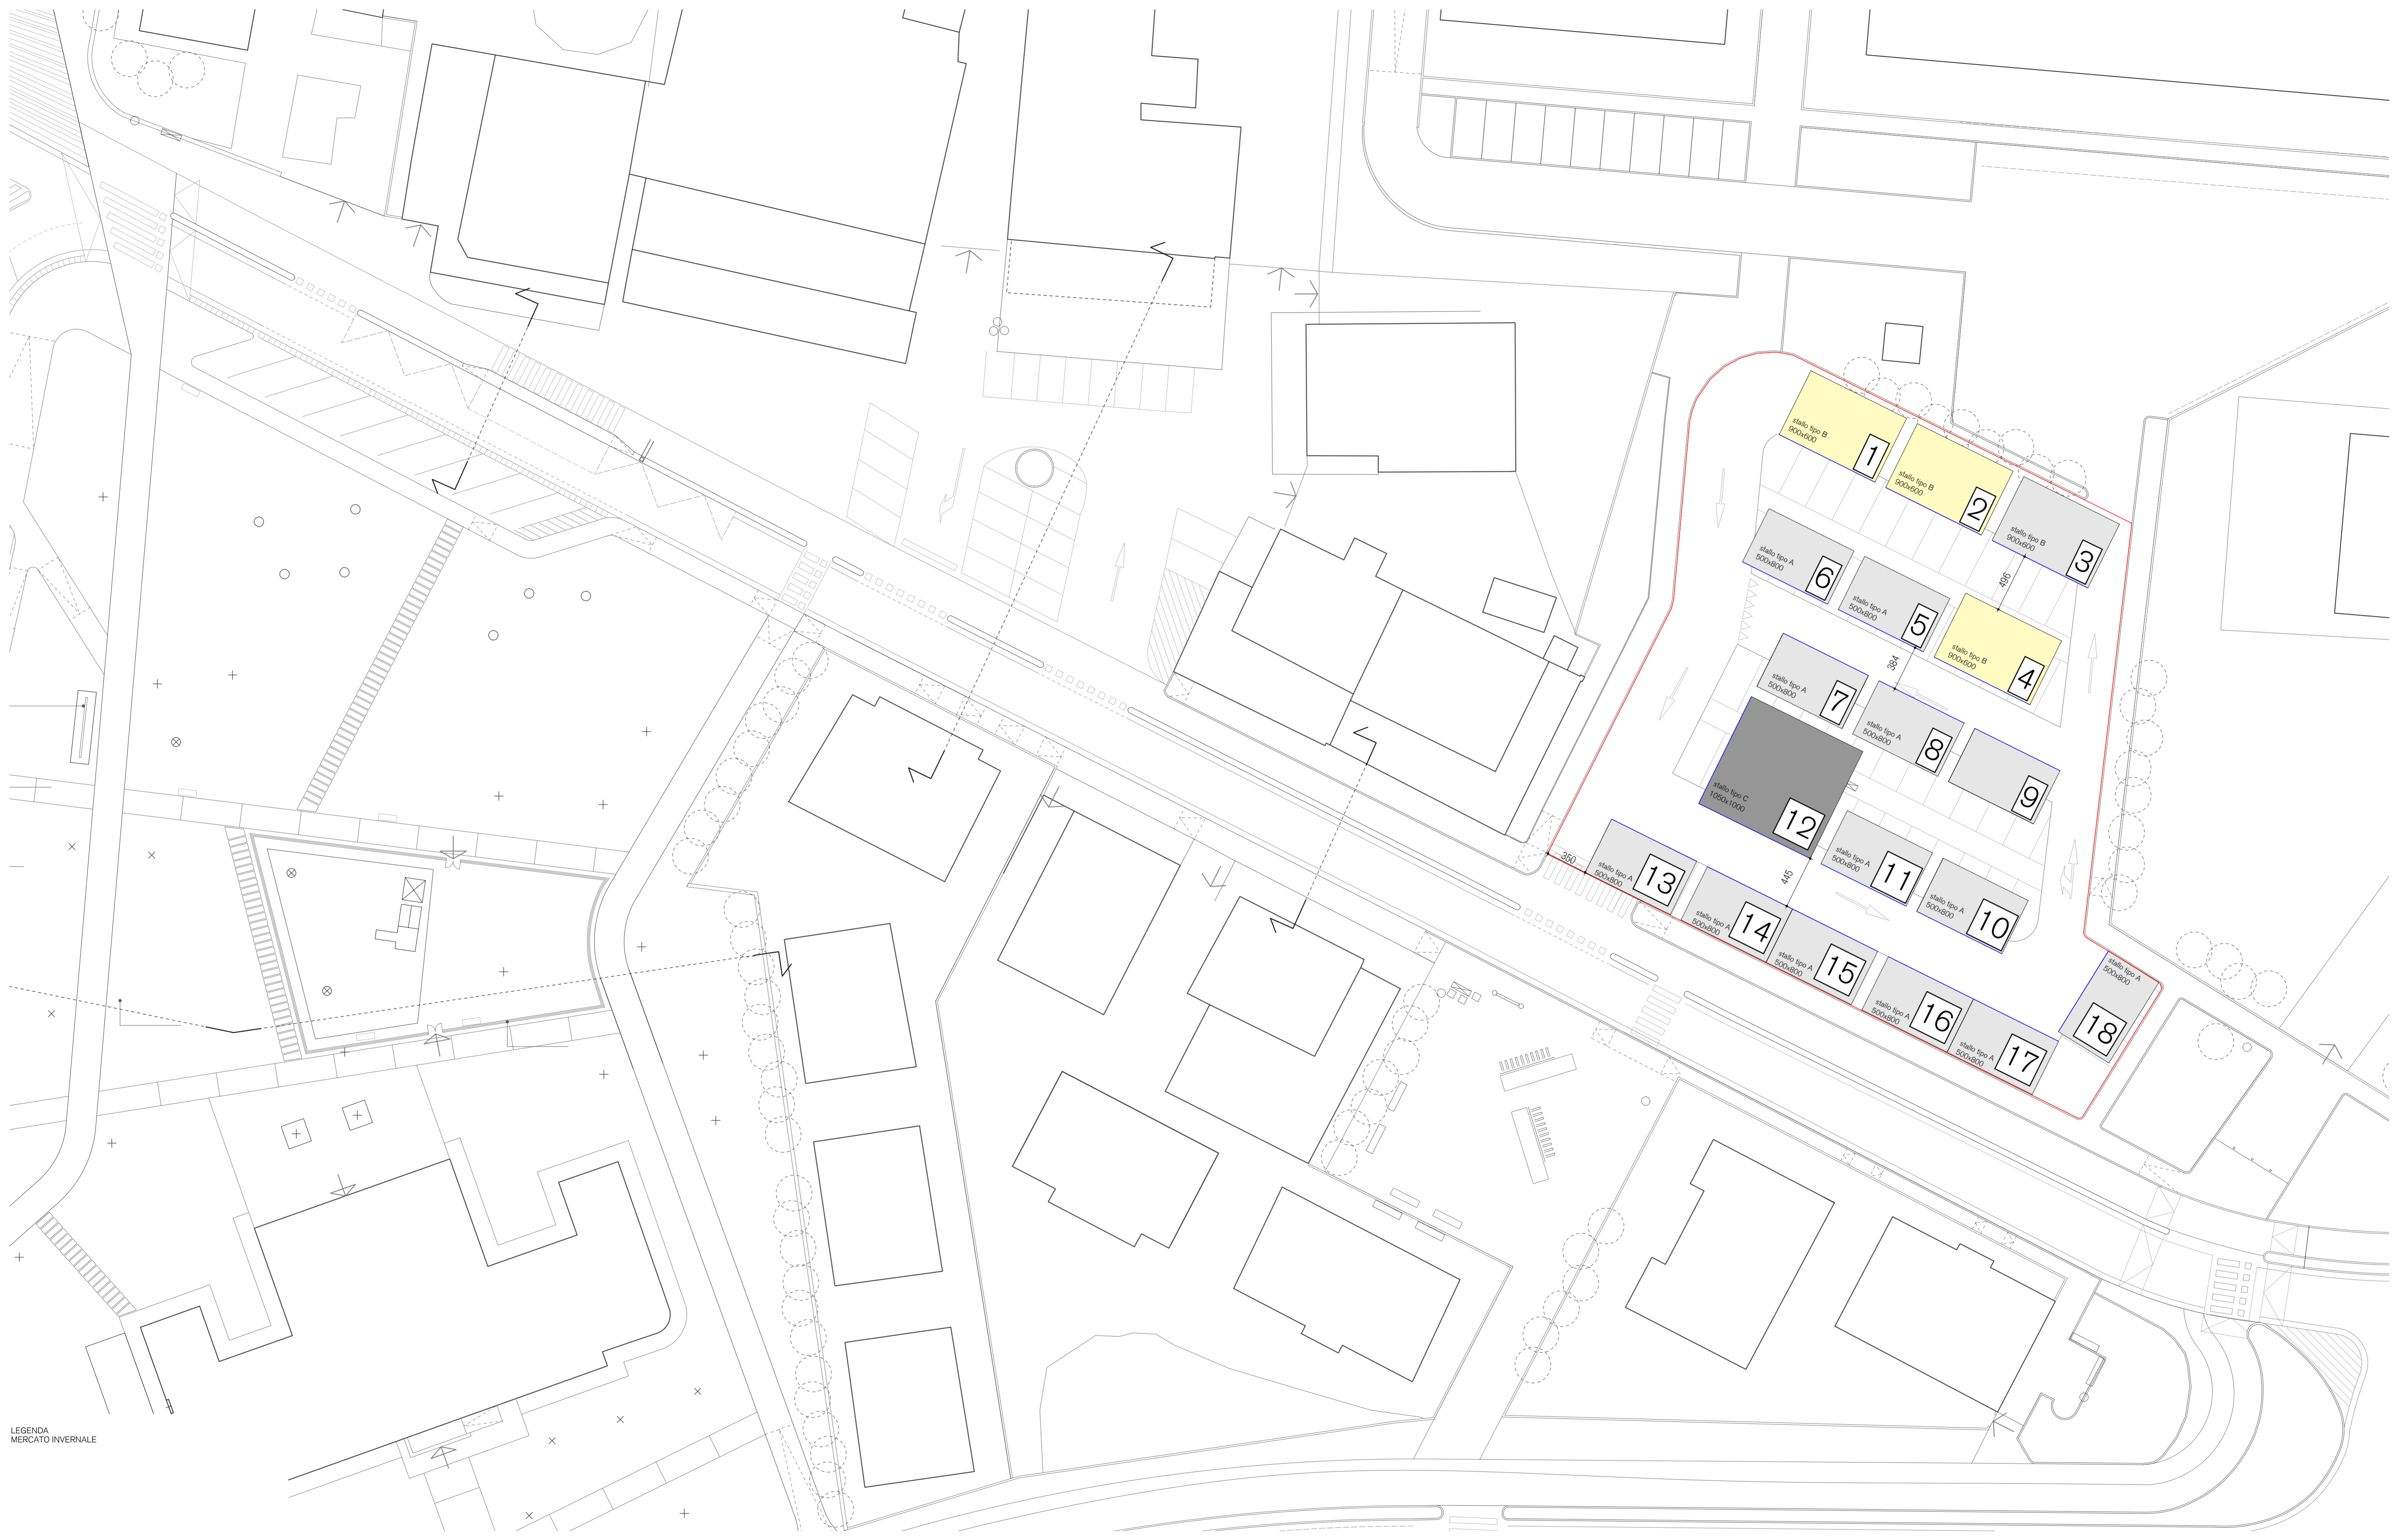 stallo tipo B
900x600
1
stallo tipo B
900x600
2
stallo tipo B
900x600
3
496
stallo tipo A
500x800
6
stallo tipo A
500x800
5
stallo tipo B
900x600
4
384
stallo tipo A
500x800
7
stallo tipo A
500x800
8
9
stallo tipo C
1050x1000
12
350
stallo tipo A
500x800
13
445
stallo tipo A
500x800
11
stallo tipo A
500x800
10
stallo tipo A
500x800
14
stallo tipo A
500x800
15
stallo tipo A
500x800
16
stallo tipo A
500x800
17
stallo tipo A
500x800
18
LEGENDA
MERCATO INVERNALE